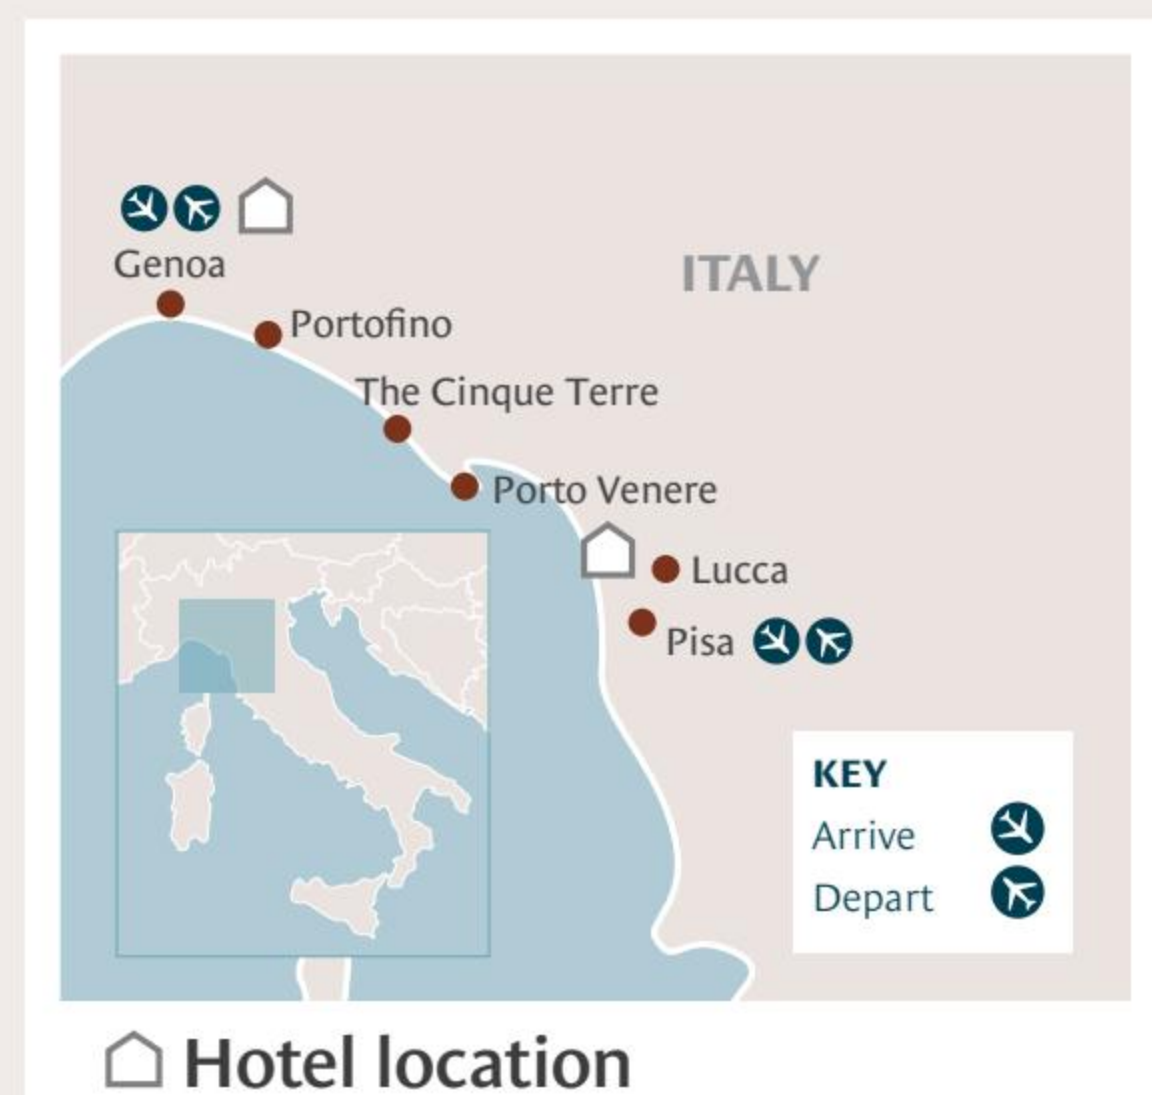 Genoa
ITALY
Portofino
The Cinque Terre
Porto Venere
Lucca
Pisa
KEY
Arrive
Depart
Hotel location